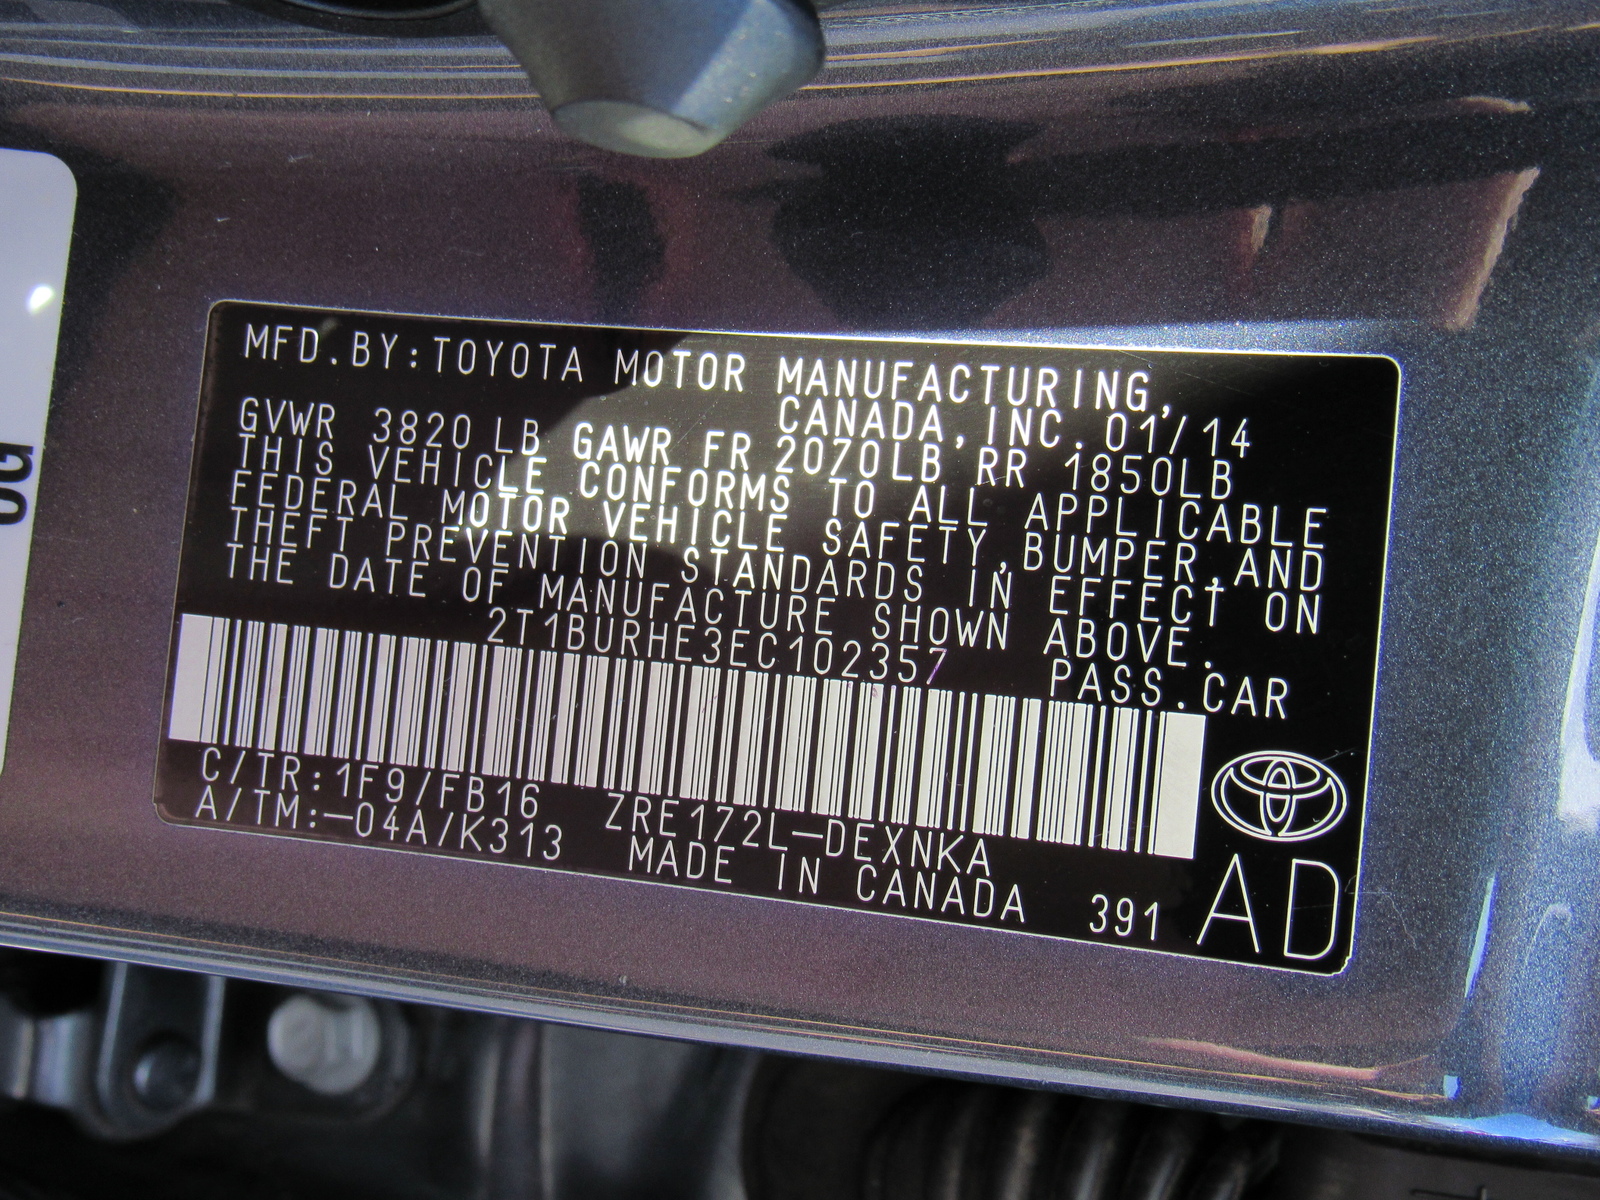 MFD.BY:TOYOTA MOTOR MANUFACTURING,
CANADA,INC.01/14
GVWR 3820LB GAWR FR 2070LB RR 1850LB
THIS VEHICLE CONFORMS TO ALL APPLICABLE
FEDERAL MOTOR VEHICLE SAFETY,BUMPER,AND
THEFT PREVENTION STANDARDS IN EFFECT ON
THE DATE OF MANUFACTURE SHOWN ABOVE.
2T1BURHE3EC102357
PASS.CAR
C/TR:1F9/FB16 ZRE172L-DEXNKA
A/TM:-04A/K313 MADE IN CANADA
391 AD